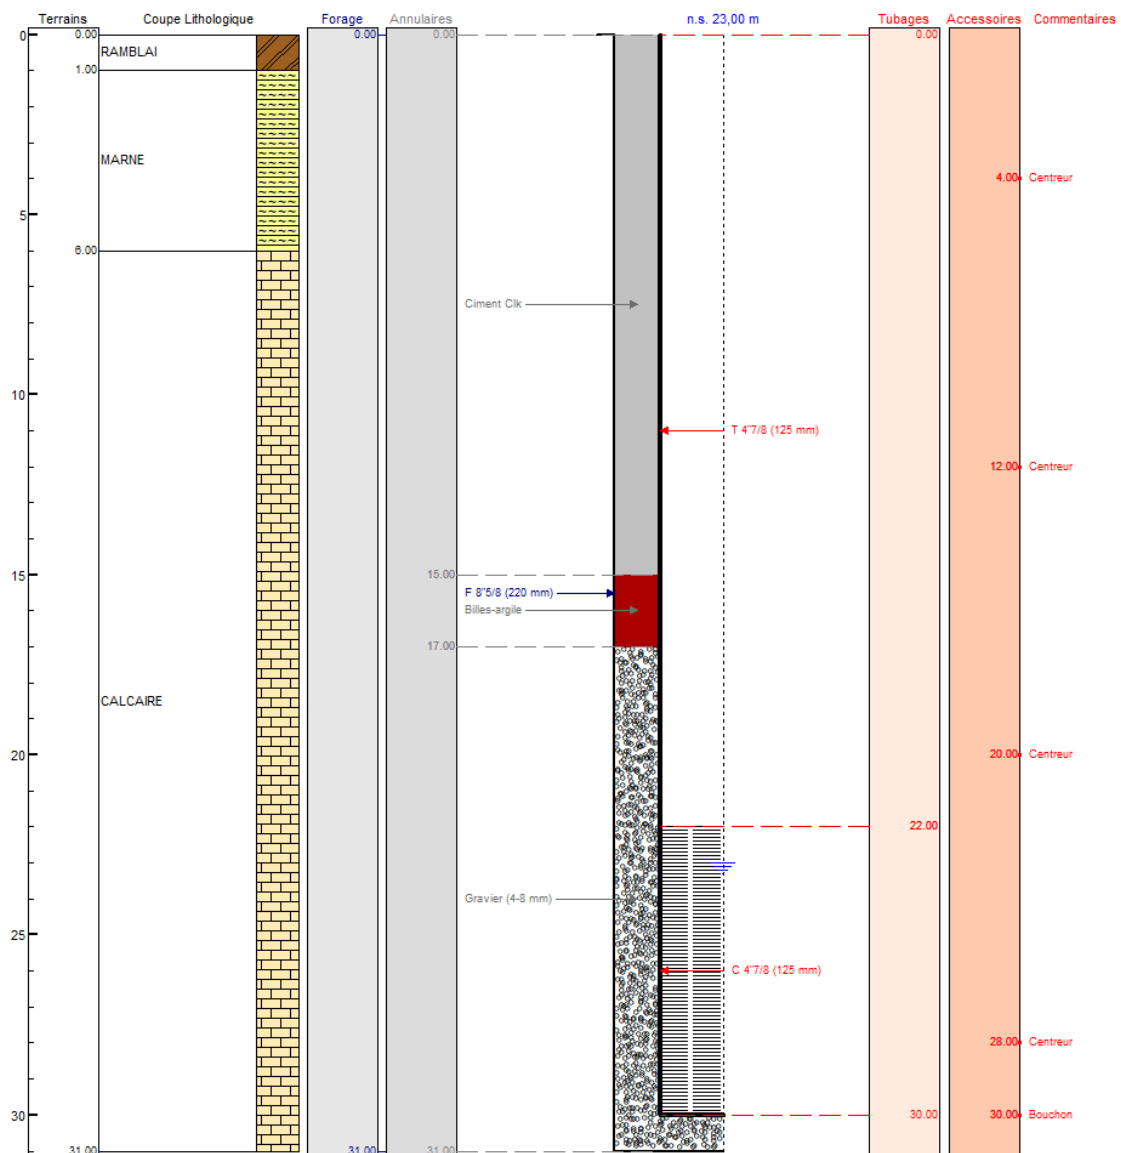 Terrains Coupe Lithologique Forage Annulaires n.s. 23,00 m Tubages Accessoires Commentaires
0 0.00 0.00 0.00 0.00
RAMBLAI
1.00
MARNE
4.00 Centreur
5
6.00
Ciment Clk
10
T 4"7/8 (125 mm)
12.00 Centreur
15 15.00
F 8"5/8 (220 mm)
Billes-argile
17.00
CALCAIRE
20 20.00 Centreur
22.00
Gravier (4-8 mm)
25
C 4"7/8 (125 mm)
28.00 Centreur
30 30.00 30.00 Bouchon
31.00 31.00 31.00